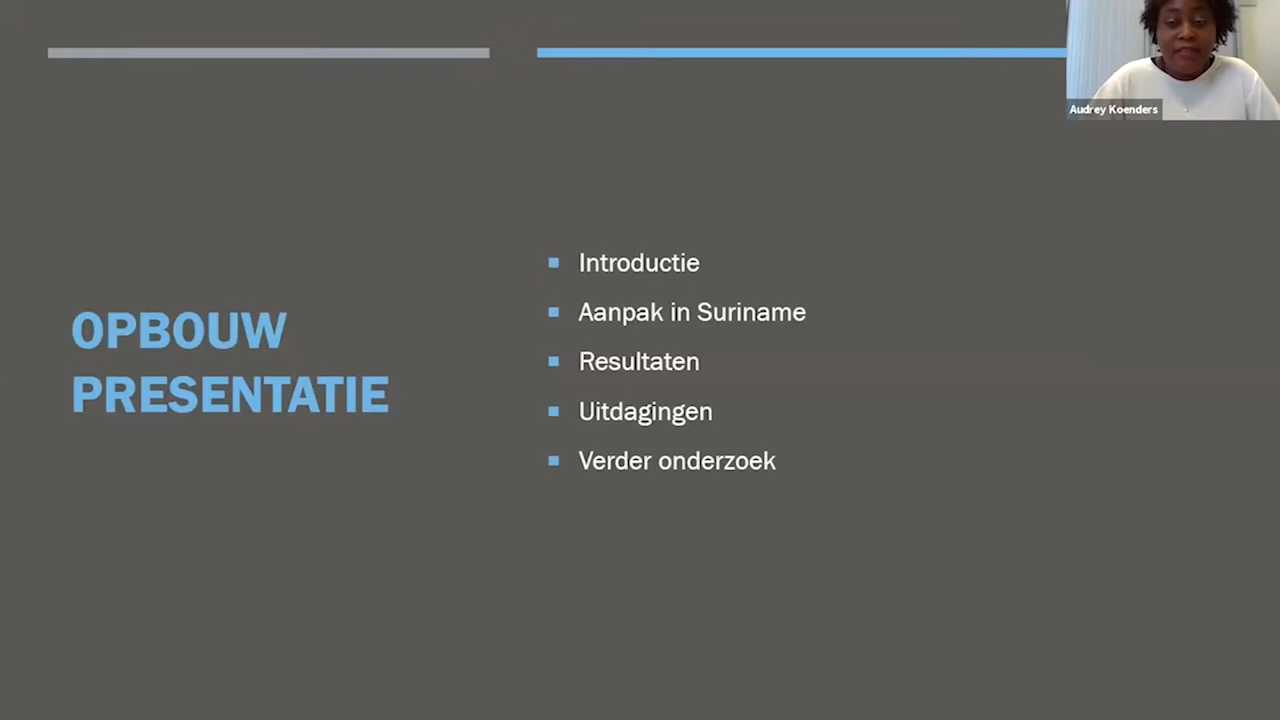 Audrey Koenders
OPBOUW
PRESENTATIE
Introductie
Aanpak in Suriname
Resultaten
Uitdagingen
Verder onderzoek